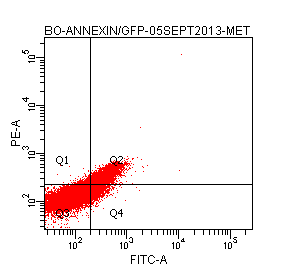 BO-ANNEXIN/GFP-05SEPT2013-MET
PE-A
10^5
10^4
10^3
10^2
Q1
Q2
Q3
Q4
10^2
10^3
10^4
10^5
FITC-A